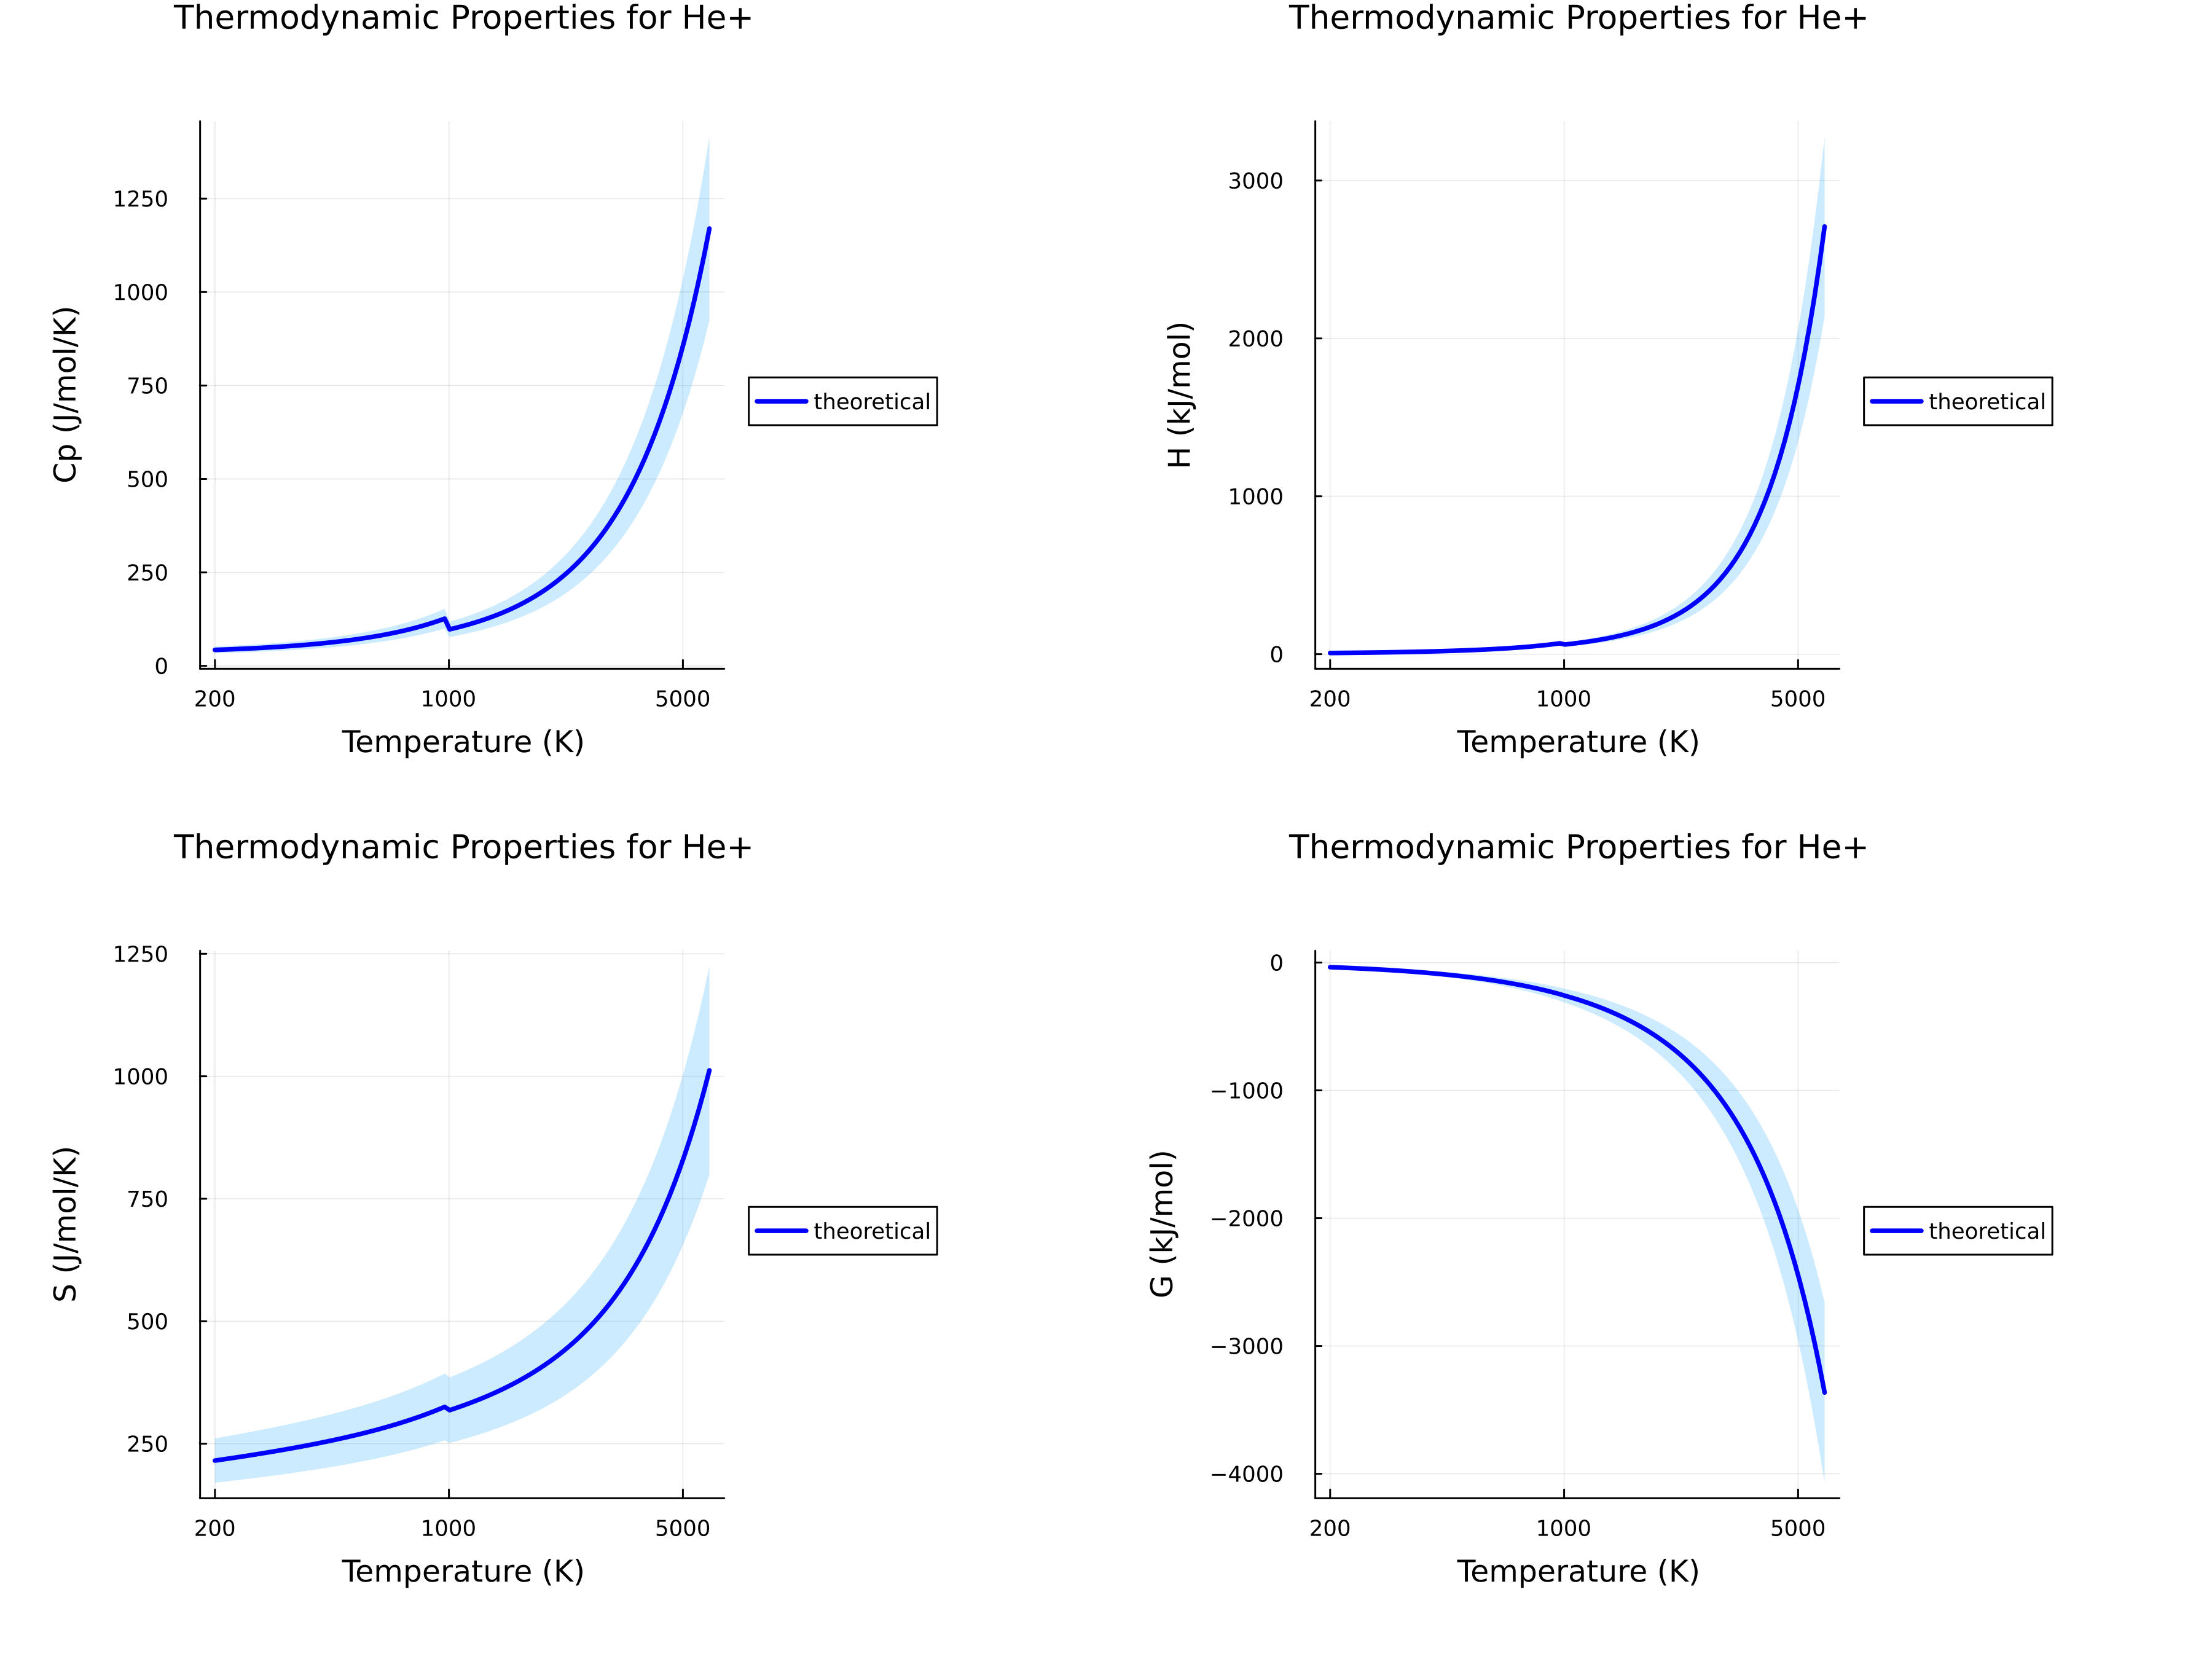 Thermodynamic Properties for He+
Cp (J/mol/K)
1250
1000
750
500
250
0
200 1000 5000
Temperature (K)
theoretical
Thermodynamic Properties for He+
H (kJ/mol)
3000
2000
1000
0
200 1000 5000
Temperature (K)
theoretical
Thermodynamic Properties for He+
S (J/mol/K)
1250
1000
750
500
250
200 1000 5000
Temperature (K)
theoretical
Thermodynamic Properties for He+
G (kJ/mol)
0
−1000
−2000
−3000
−4000
200 1000 5000
Temperature (K)
theoretical